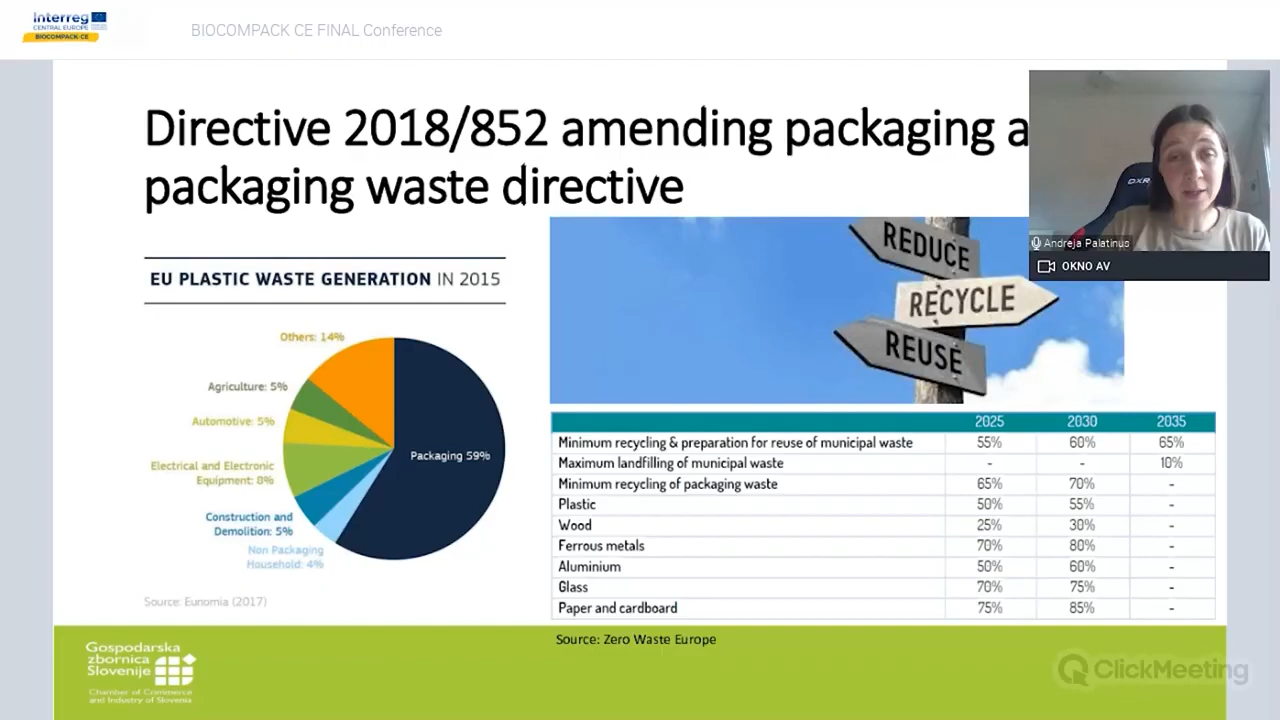 Interreg
CENTRAL EUROPE
BIOCOMPACK-CE
BIOCOMPACK CE FINAL Conference
Directive 2018/852 amending packaging a
packaging waste directive
DXR
Andreja Palatinus
OKNO AV
EU PLASTIC WASTE GENERATION IN 2015
Others: 14%
Agriculture: 5%
Automotive: 5%
Electrical and Electronic
Equipment: 8%
Construction and
Demolition: 5%
Non Packaging
Household: 4%
Packaging 59%
Source: Eunomia (2017)
REDUCE
RECYCLE
REUSE
2025 2030 2035
Minimum recycling & preparation for reuse of municipal waste 55% 60% 65%
Maximum landfilling of municipal waste - - 10%
Minimum recycling of packaging waste 65% 70% -
Plastic 50% 55% -
Wood 25% 30% -
Ferrous metals 70% 80% -
Aluminium 50% 60% -
Glass 70% 75% -
Paper and cardboard 75% 85% -
Source: Zero Waste Europe
Gospodarska
zbornica
Slovenije
Chamber of Commerce
and Industry of Slovenia
ClickMeeting